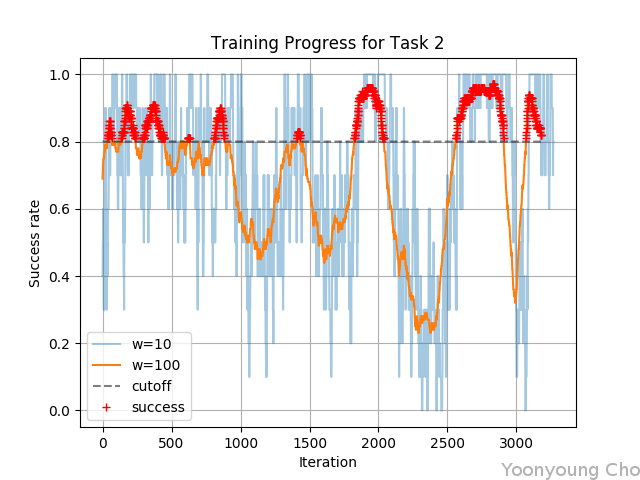 Training Progress for Task 2
Success rate
1.0
0.8
0.6
0.4
0.2
0.0
w=10
w=100
cutoff
success
0 500 1000 1500 2000 2500 3000
Iteration
Yoonyoung Cho